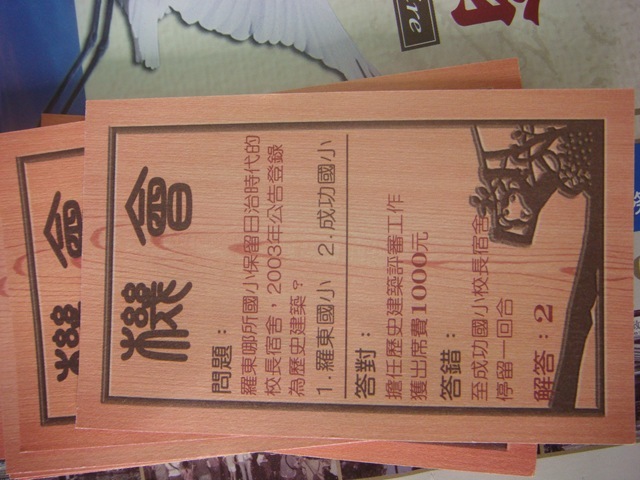 機會
問題：
羅東哪所國小保留日治時代的
校長宿舍，2003年公告登錄
為歷史建築？
1.羅東國小 2.成功國小
答對：
擔任歷史建築評審工作
獲出席費1000元
答錯：
至成功國小校長宿舍
停留一回合
解答：2
機會